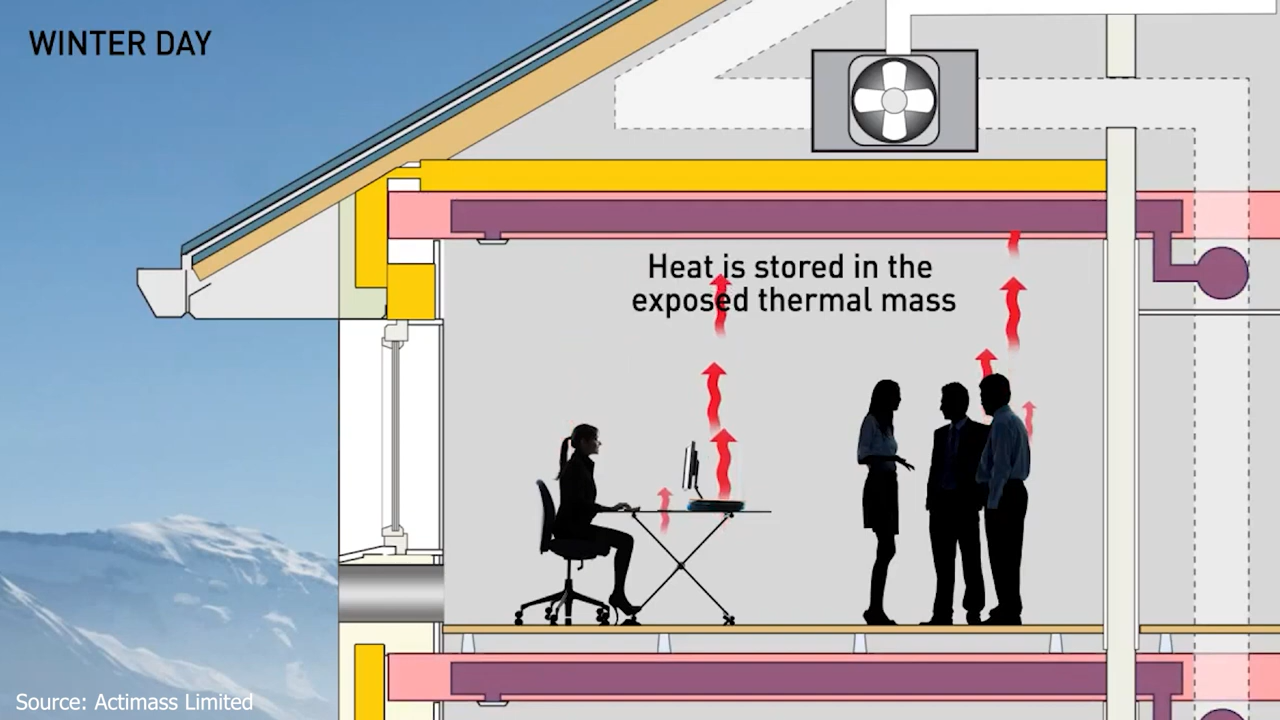 WINTER DAY
Heat is stored in the
exposed thermal mass
Source: Actimass Limited